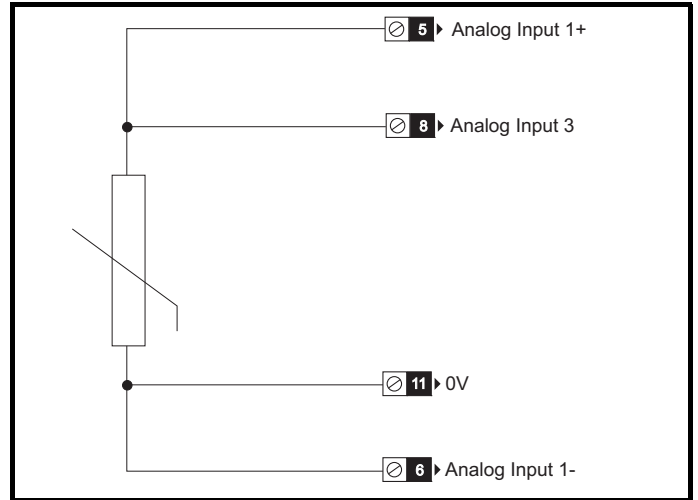 5 Analog Input 1+
8 Analog Input 3
11 0V
6 Analog Input 1-